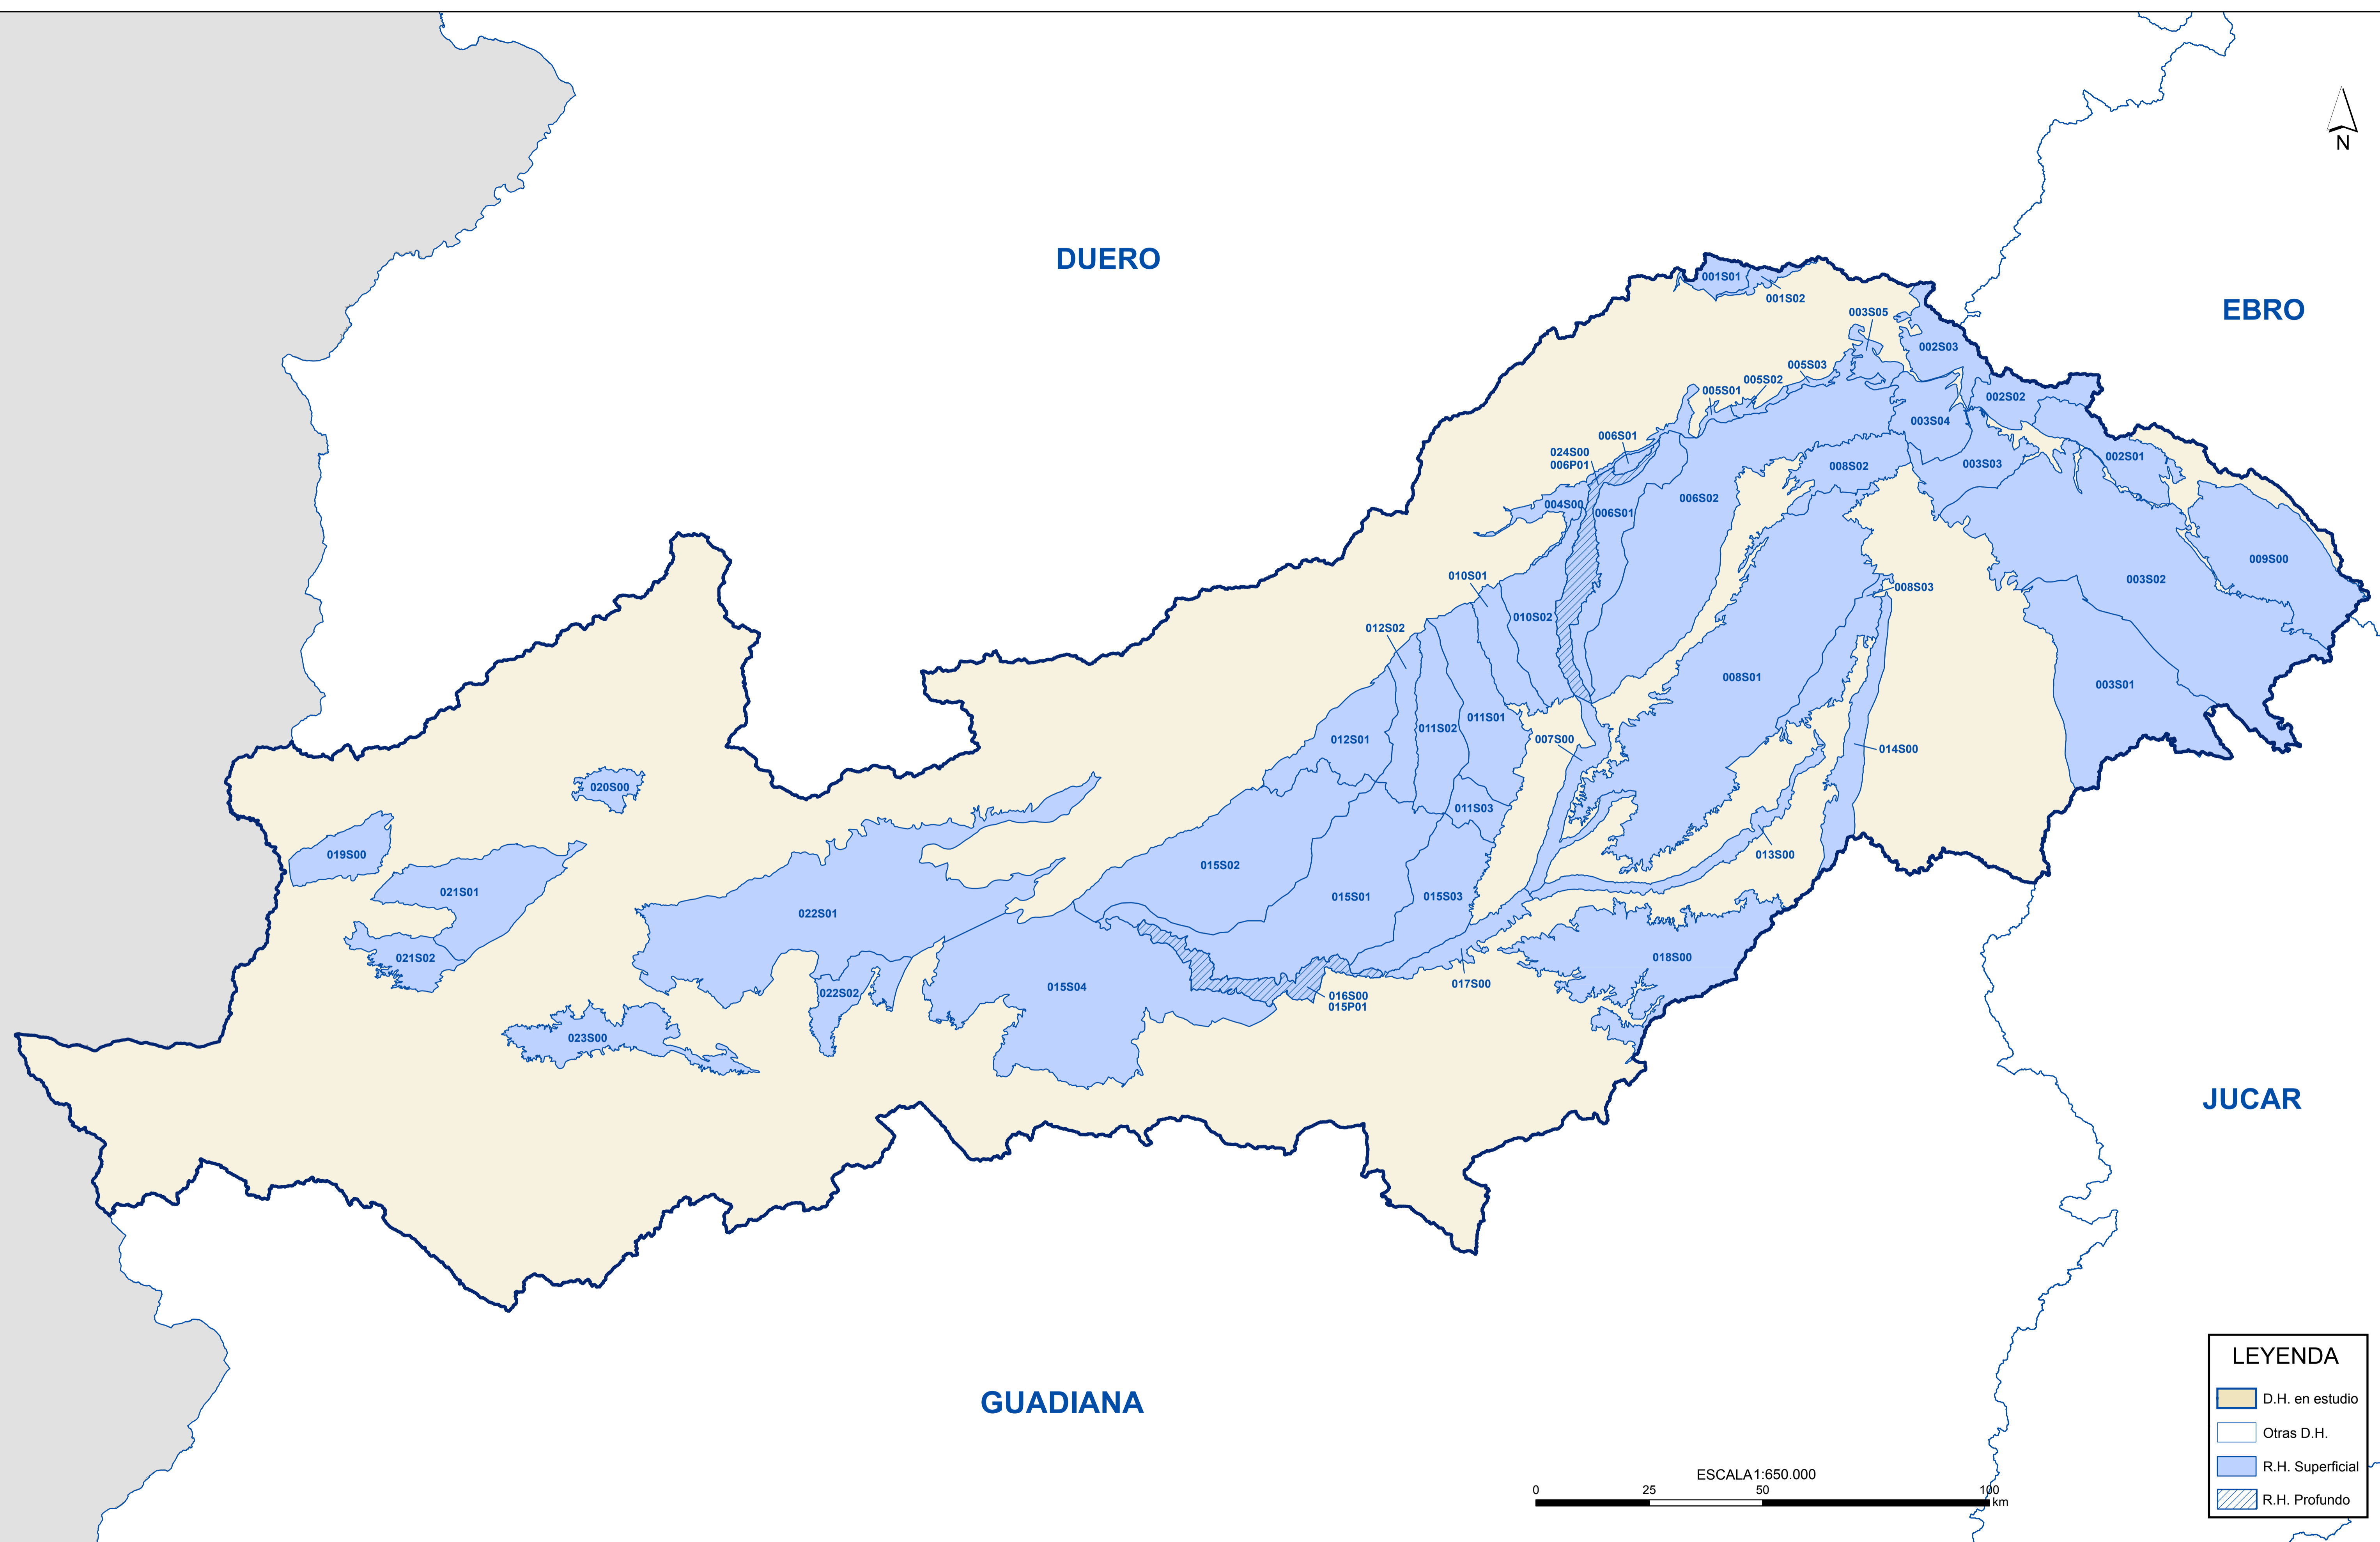 N
DUERO
EBRO
001S01
001S02
003S05
002S03
005S03
005S02
005S01
002S02
003S04
006S01
024S00
006P01
002S01
003S03
008S02
006S02
004S00
006S01
009S00
003S02
010S01
008S03
010S02
012S02
008S01
003S01
011S01
011S02
012S01
007S00
014S00
020S00
011S03
019S00
013S00
015S02
021S01
015S01
015S03
022S01
021S02
018S00
017S00
015S04
022S02
016S00
015P01
023S00
JUCAR
GUADIANA
LEYENDA
D.H. en estudio
Otras D.H.
R.H. Superficial
R.H. Profundo
ESCALA1:650.000
0 25 50 100
km